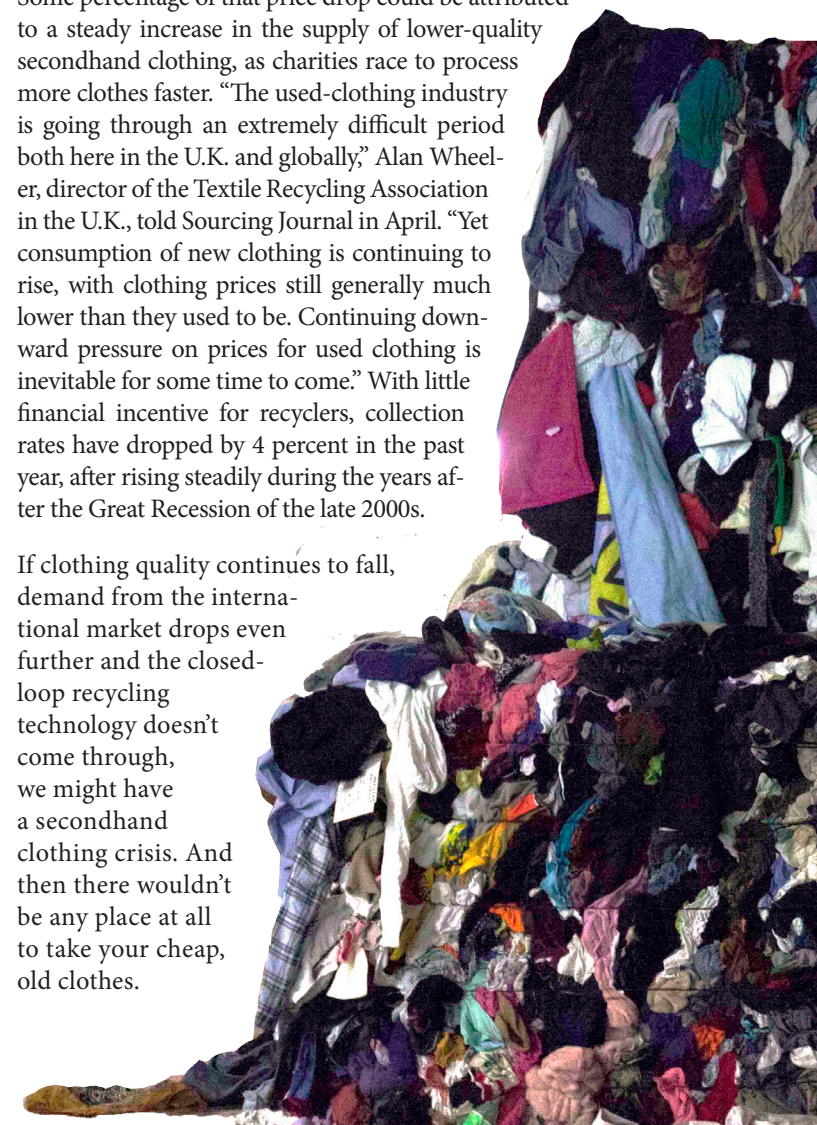 Some percentage of that price drop could be attributed
to a steady increase in the supply of lower-quality
secondhand clothing, as charities race to process
more clothes faster. “The used-clothing industry
is going through an extremely difficult period
both here in the U.K. and globally,” Alan Wheel-
er, director of the Textile Recycling Association
in the U.K., told Sourcing Journal in April. “Yet
consumption of new clothing is continuing to
rise, with clothing prices still generally much
lower than they used to be. Continuing down-
ward pressure on prices for used clothing is
inevitable for some time to come.” With little
financial incentive for recyclers, collection
rates have dropped by 4 percent in the past
year, after rising steadily during the years af-
ter the Great Recession of the late 2000s.
If clothing quality continues to fall,
demand from the interna-
tional market drops even
further and the closed-
loop recycling
technology doesn’t
come through,
we might have
a secondhand
clothing crisis. And
then there wouldn’t
be any place at all
to take your cheap,
old clothes.